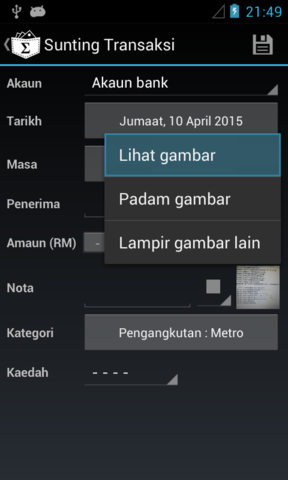 21:49
Sunting Transaksi
Akaun
Akaun bank
Tarikh
Jumaat, 10 April 2015
Masa
Lihat gambar
Padam gambar
Lampir gambar lain
Penerima
Amaun (RM)
-
Nota
Kategori
Pengangkutan : Metro
Kaedah
- - - -